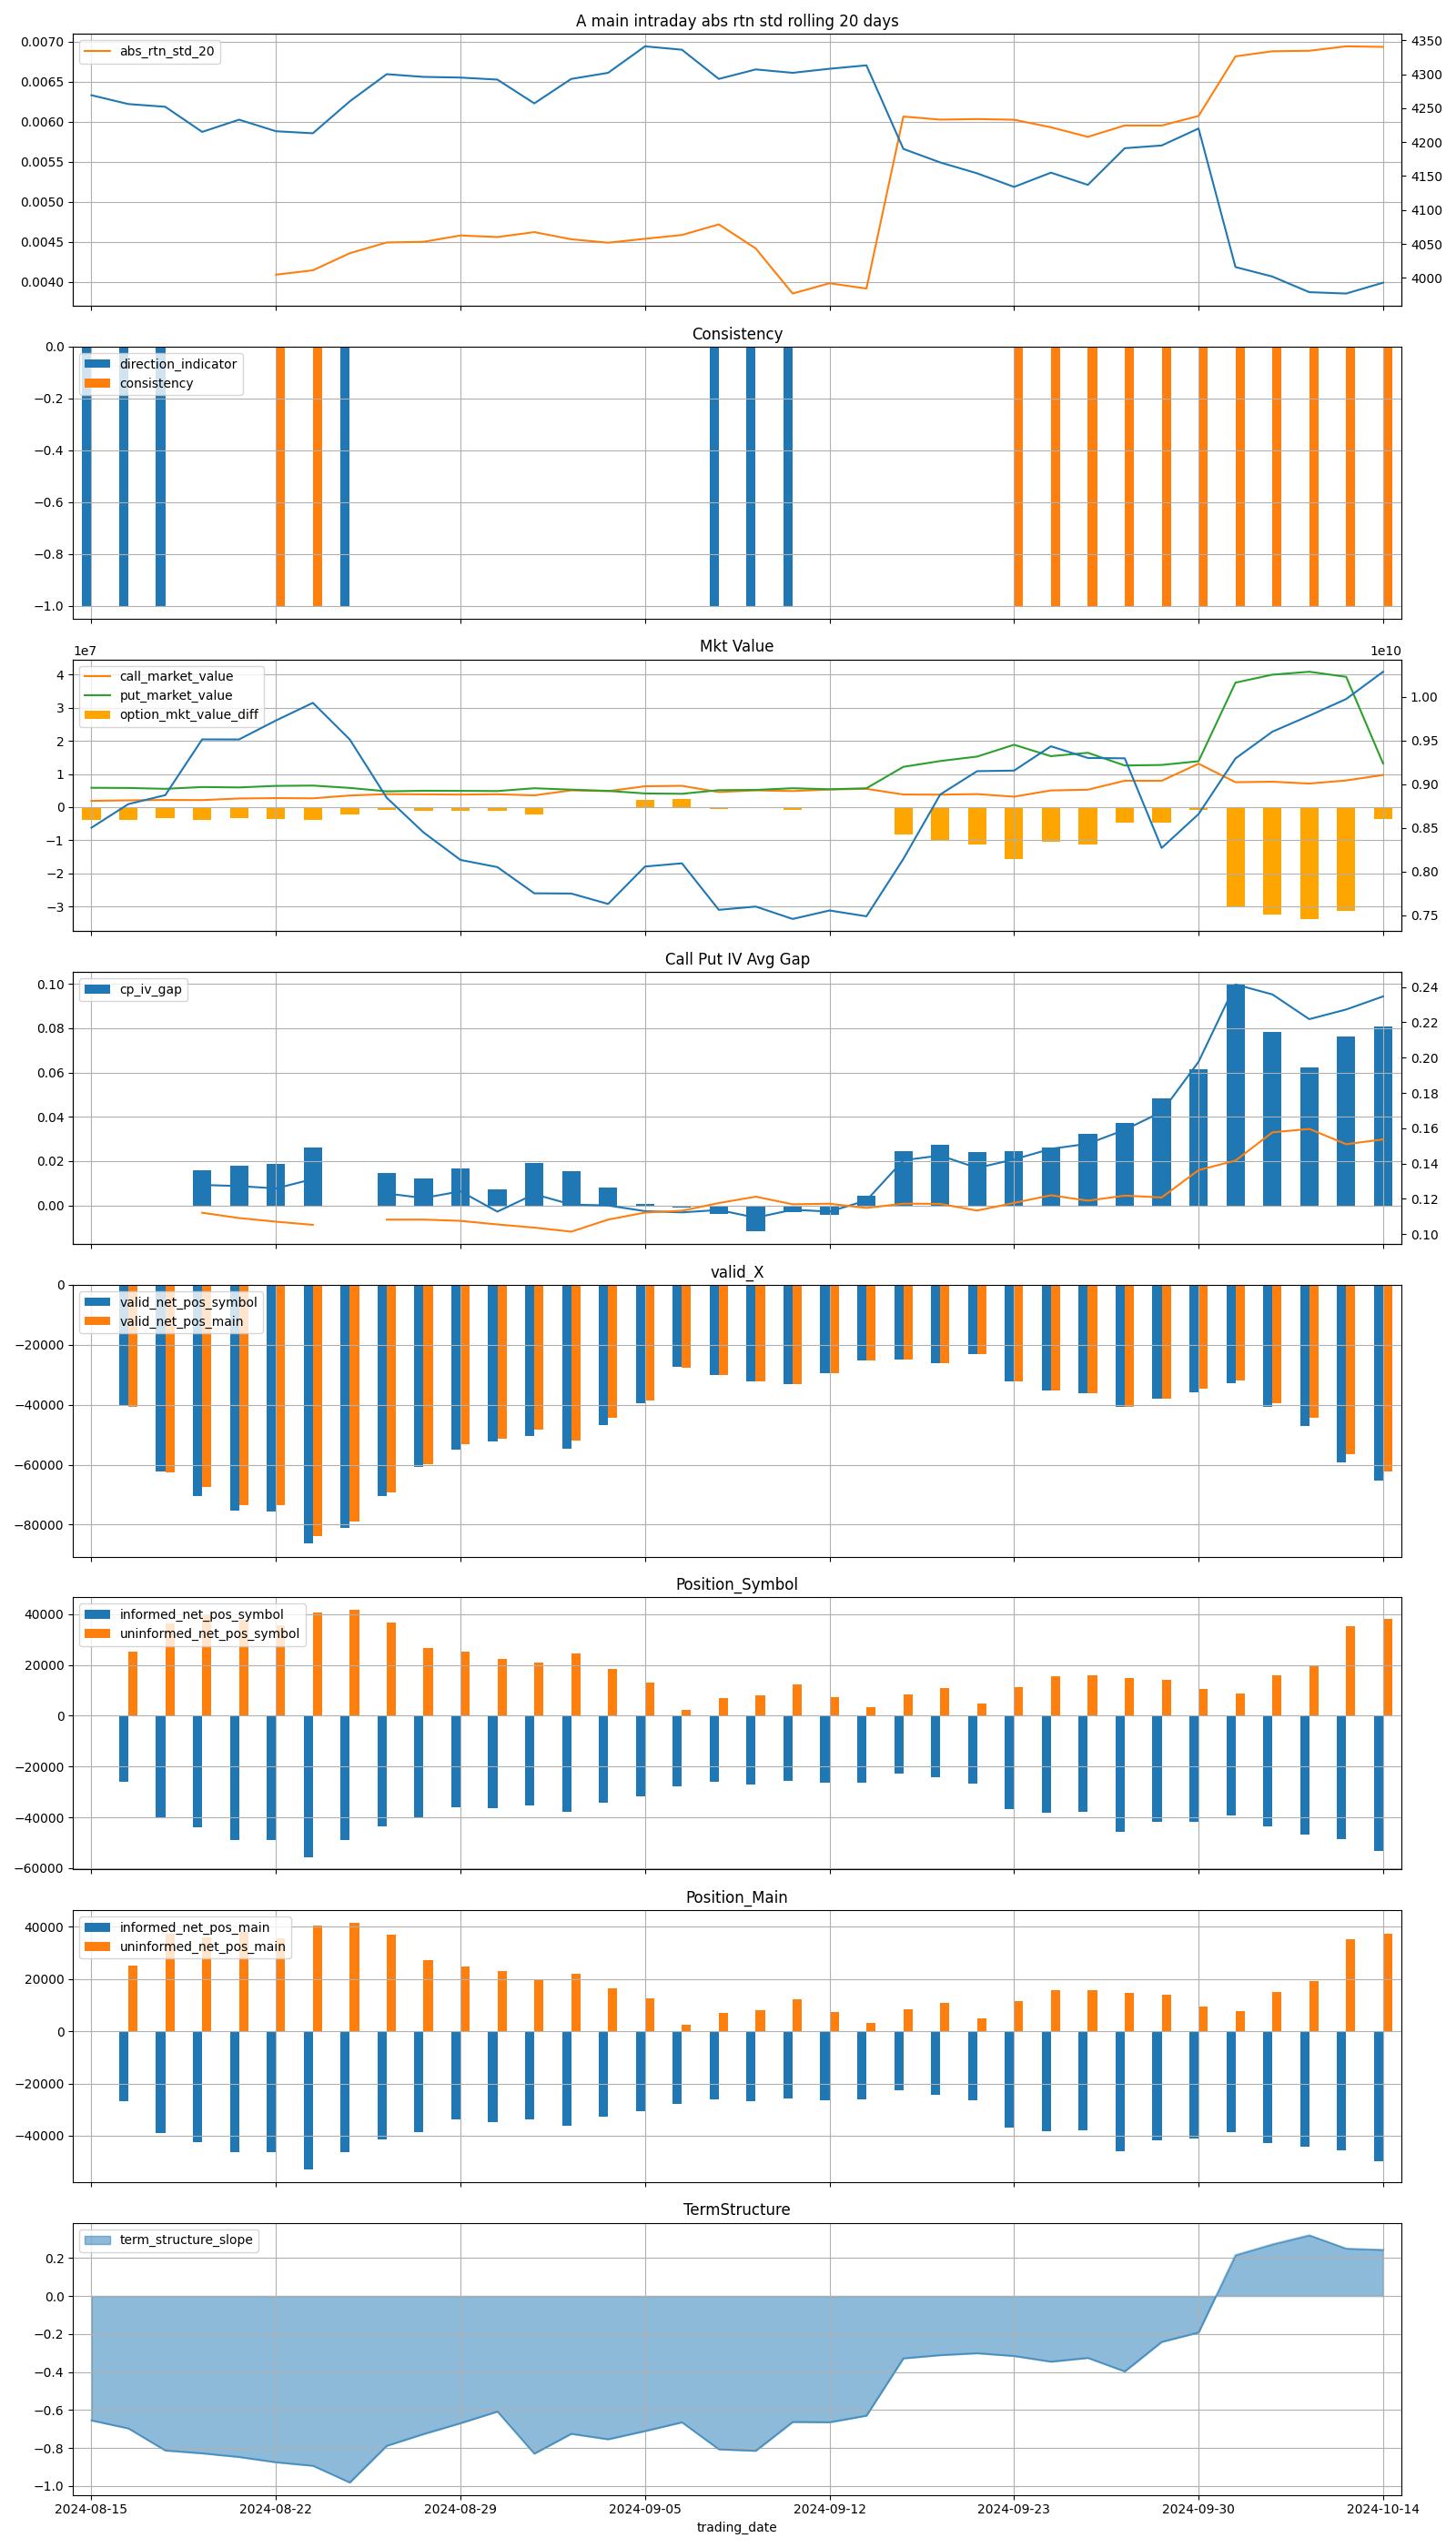 A main intraday abs rtn std rolling 20 days
abs_rtn_std_20
0.0070
0.0065
0.0060
0.0055
0.0050
0.0045
0.0040
4350
4300
4250
4200
4150
4100
4050
4000
Consistency
direction_indicator
consistency
0.0
−0.2
−0.4
−0.6
−0.8
−1.0
Mkt Value
1e7
1e10
call_market_value
put_market_value
option_mkt_value_diff
4
3
2
1
0
−1
−2
−3
1.00
0.95
0.90
0.85
0.80
0.75
Call Put IV Avg Gap
cp_iv_gap
0.10
0.08
0.06
0.04
0.02
0.00
0.24
0.22
0.20
0.18
0.16
0.14
0.12
0.10
valid_X
valid_net_pos_symbol
valid_net_pos_main
0
−20000
−40000
−60000
−80000
Position_Symbol
informed_net_pos_symbol
uninformed_net_pos_symbol
40000
20000
0
−20000
−40000
−60000
Position_Main
informed_net_pos_main
uninformed_net_pos_main
40000
20000
0
−20000
−40000
TermStructure
term_structure_slope
0.2
0.0
−0.2
−0.4
−0.6
−0.8
−1.0
2024-08-15 2024-08-22 2024-08-29 2024-09-05 2024-09-12 2024-09-23 2024-09-30 2024-10-14
trading_date